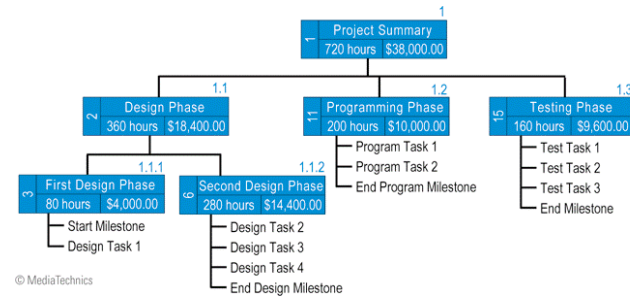 1
1
Project Summary
720 hours $38,000.00
1.1
2
Design Phase
360 hours $18,400.00
1.2
11
Programming Phase
200 hours $10,000.00
1.3
15
Testing Phase
160 hours $9,600.00
Program Task 1
Program Task 2
End Program Milestone
Test Task 1
Test Task 2
Test Task 3
End Milestone
1.1.1
3
First Design Phase
80 hours $4,000.00
Start Milestone
Design Task 1
1.1.2
6
Second Design Phase
280 hours $14,400.00
Design Task 2
Design Task 3
Design Task 4
End Design Milestone
© MediaTechnics